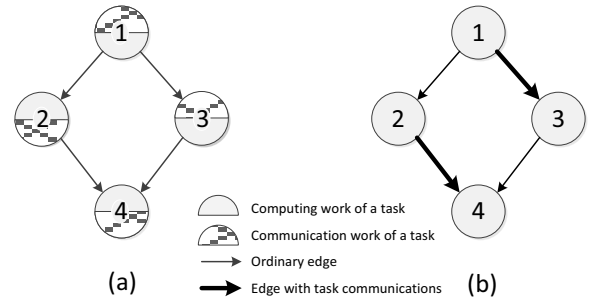 1
2
3
4
(a)
1
2
3
4
(b)
Computing work of a task
Communication work of a task
Ordinary edge
Edge with task communications